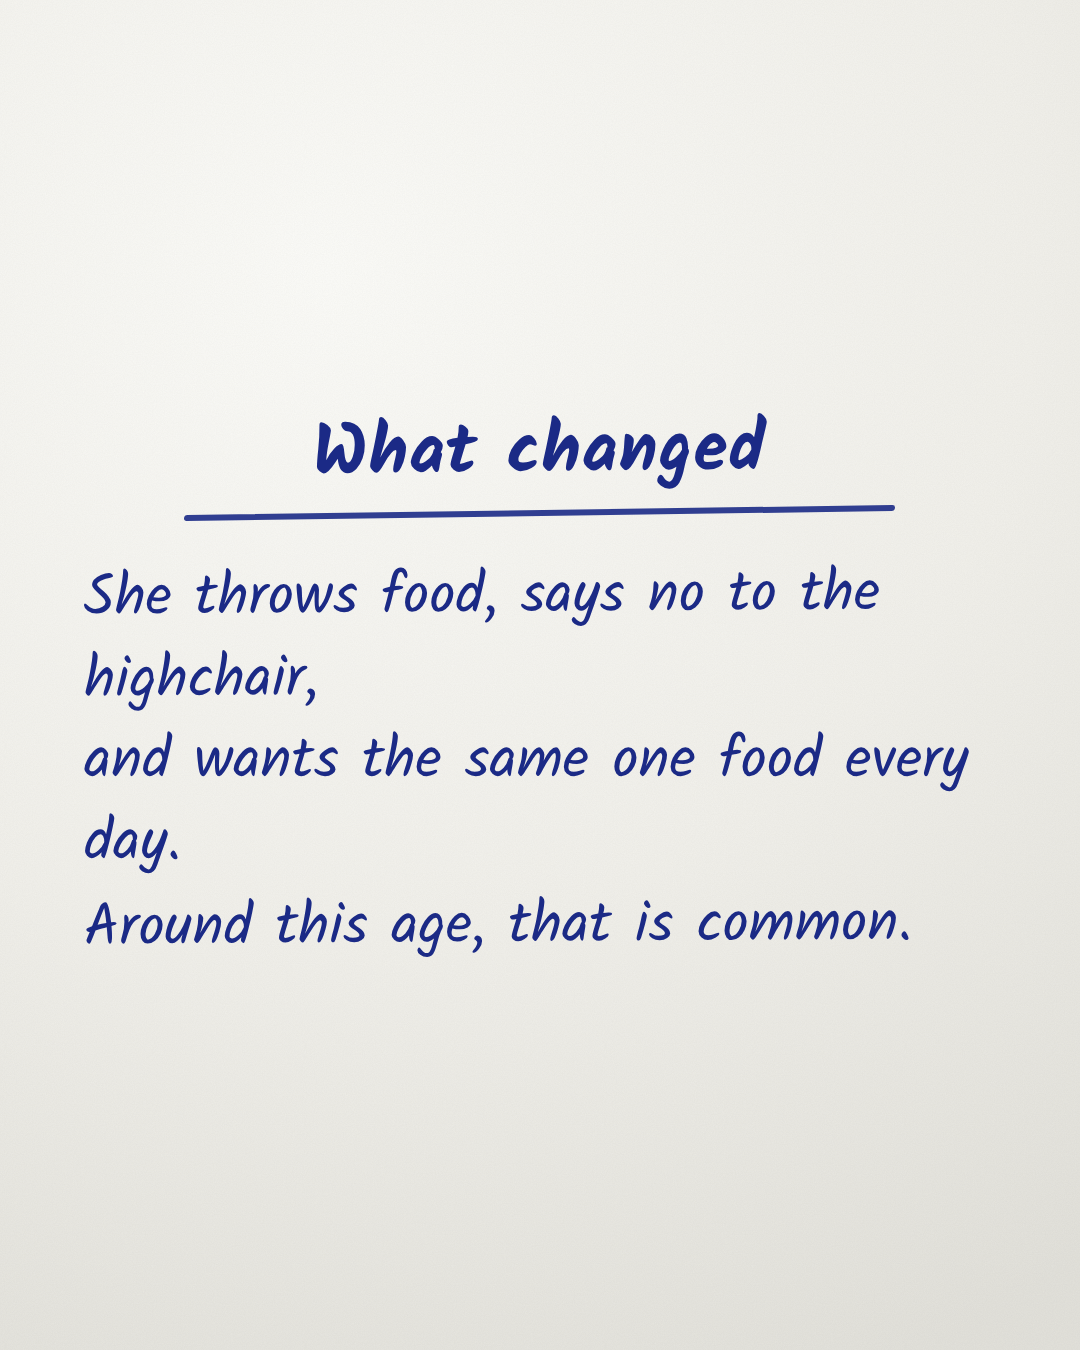 What changed
She throws food, says no to the
highchair,
and wants the same one food every
day.
Around this age, that is common.